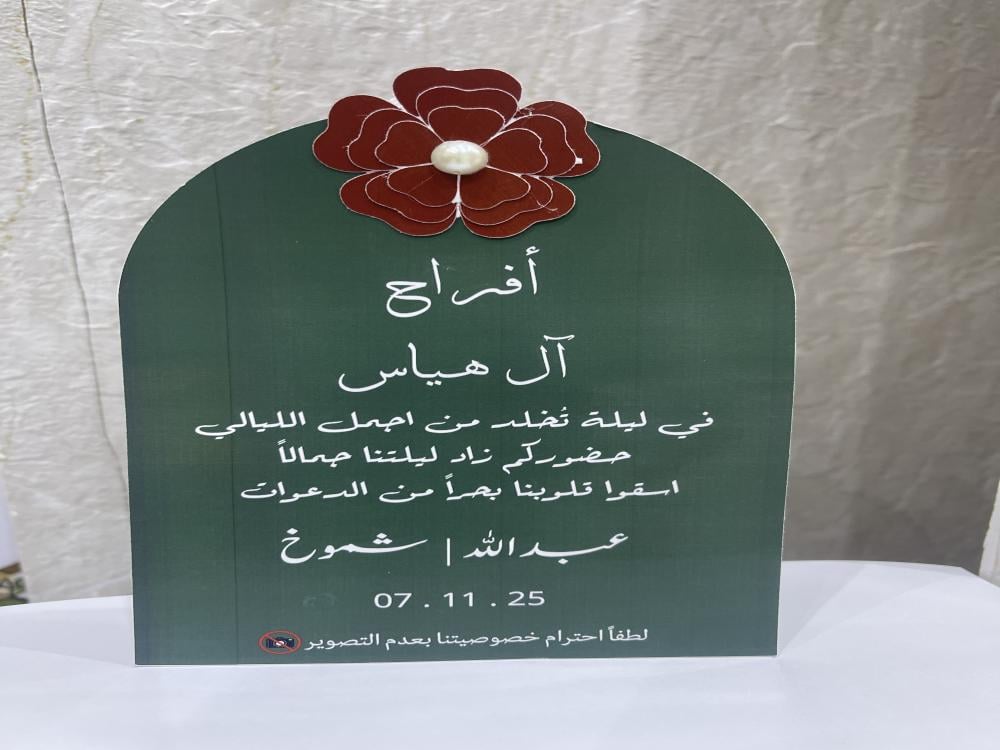 أفراح
آل هياس
في ليلة تُخلد من اجمل الليالي
حضوركم زاد ليلتنا جمالاً
اسقوا قلوبنا بحراً من الدعوات
عبدالله | شموخ
07 . 11 . 25
لطفاً احترام خصوصيتنا بعدم التصوير